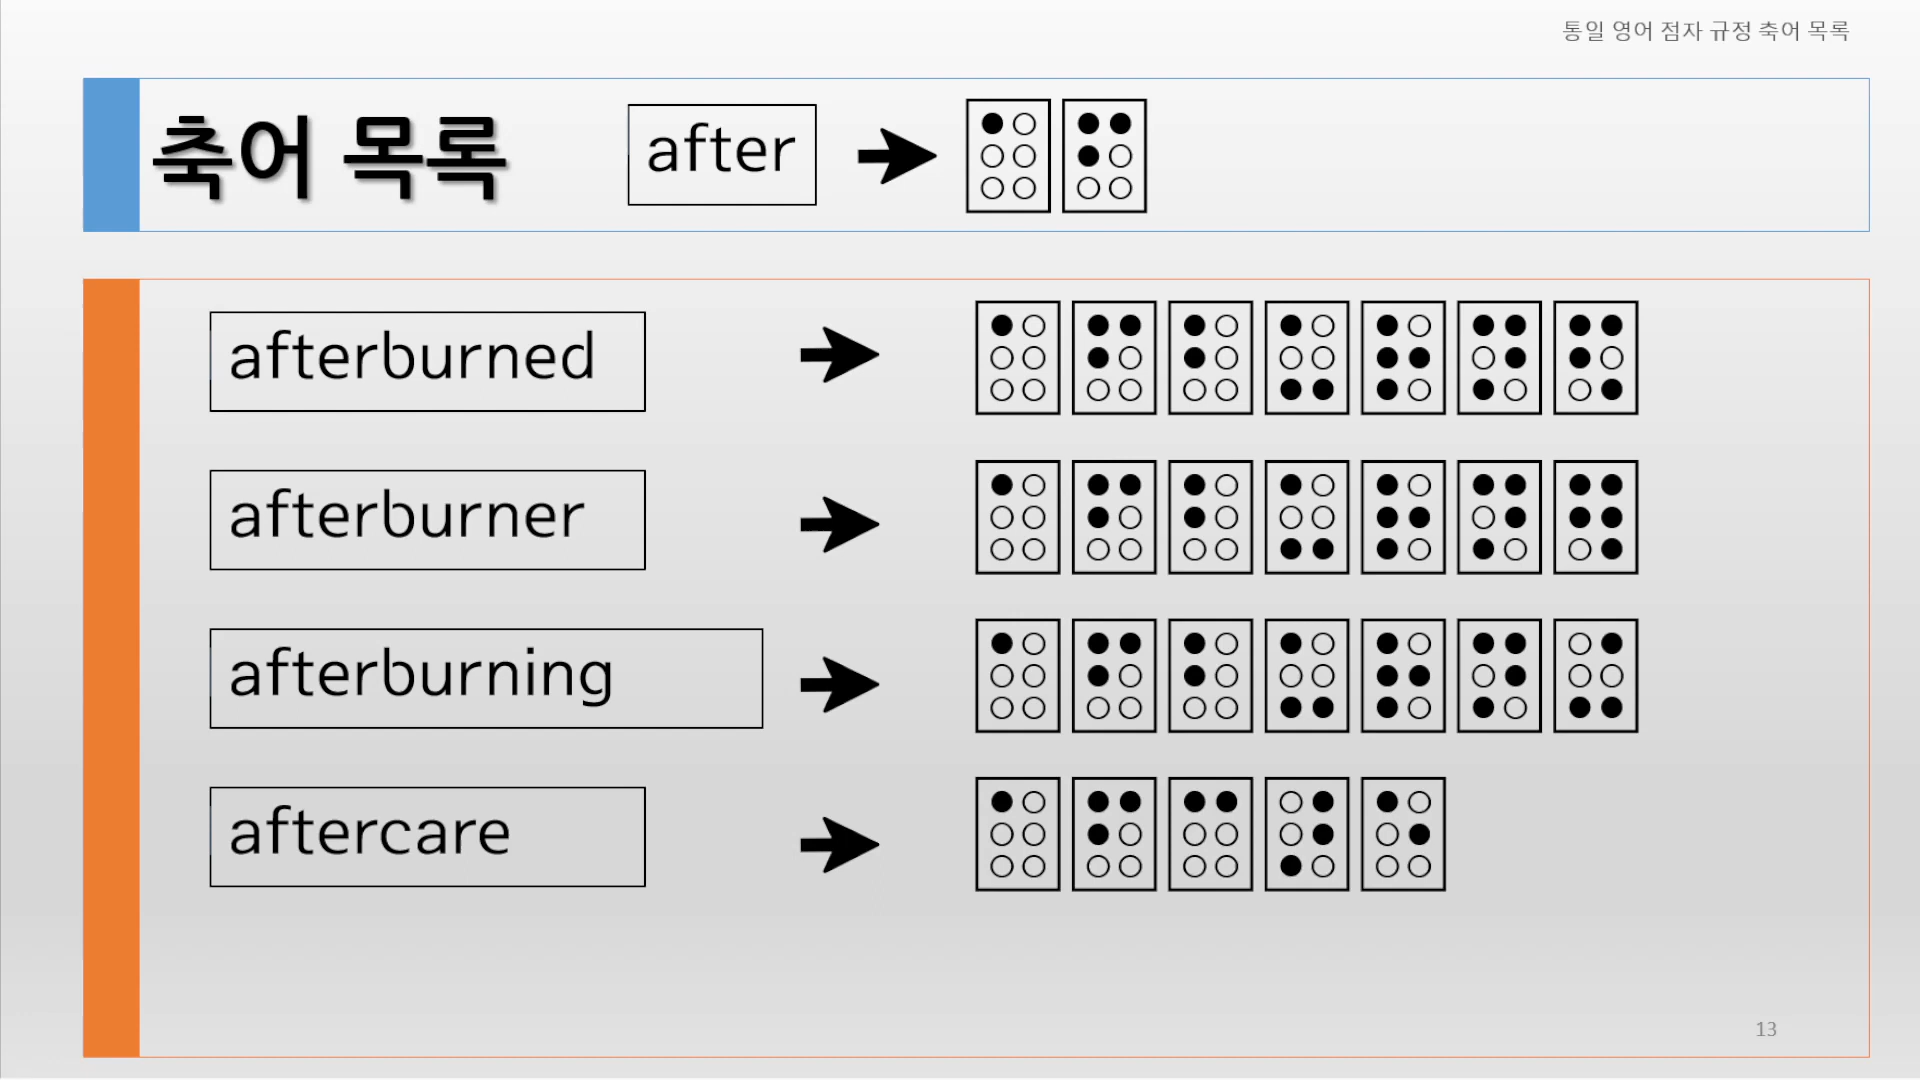 통일 영어 점자 규정 축어 목록
축어 목록 after ⠁⠋
afterburned ⠁⠋⠃⠥⠗⠝⠫
afterburner ⠁⠋⠃⠥⠗⠝⠻
afterburning ⠁⠋⠃⠥⠗⠝⠬
aftercare ⠁⠋⠉⠜⠑
13